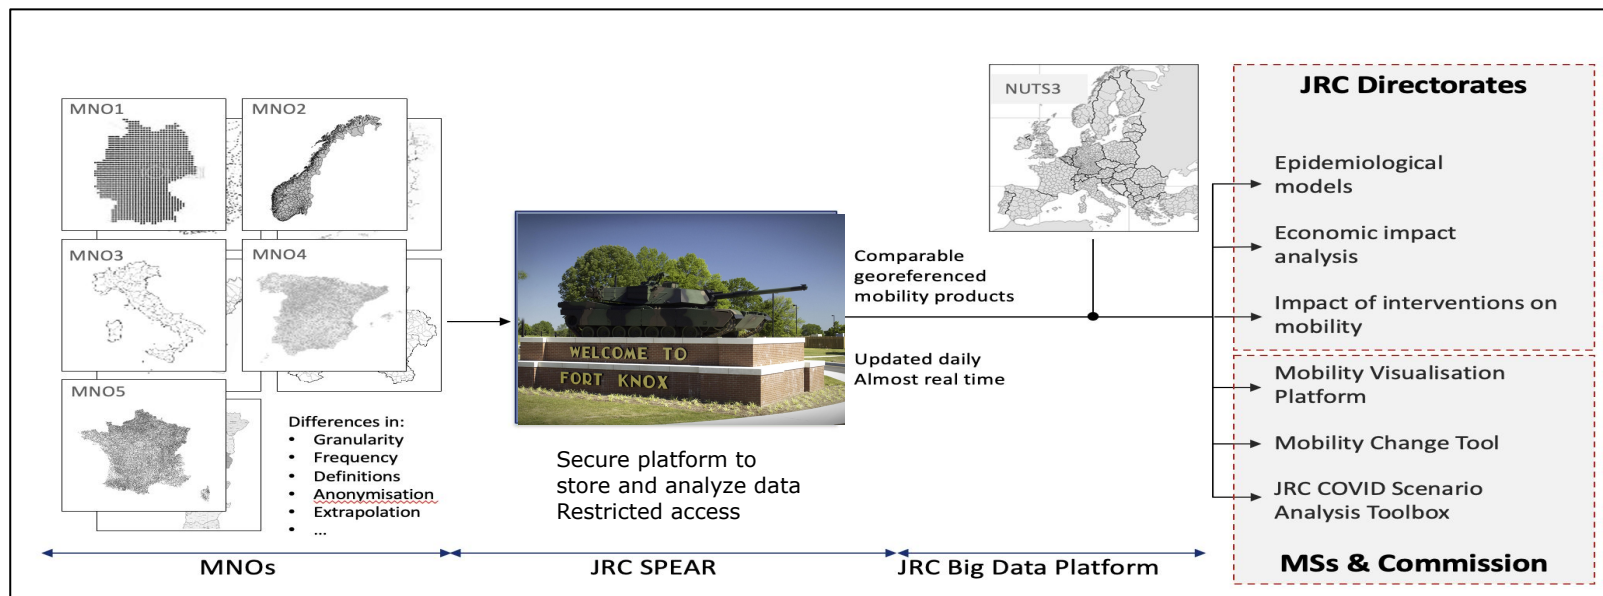 MNO1
MNO2
MNO3
MNO4
MNO5
Differences in:
• Granularity
• Frequency
• Definitions
• Anonymisation
• Extrapolation
• ...
MNOs
WELCOME TO
FORT KNOX
Secure platform to
store and analyze data
Restricted access
JRC SPEAR
Comparable
georeferenced
mobility products
Updated daily
Almost real time
NUTS3
JRC Big Data Platform
JRC Directorates
Epidemiological
models
Economic impact
analysis
Impact of interventions on
mobility
Mobility Visualisation
Platform
Mobility Change Tool
JRC COVID Scenario
Analysis Toolbox
MSs & Commission